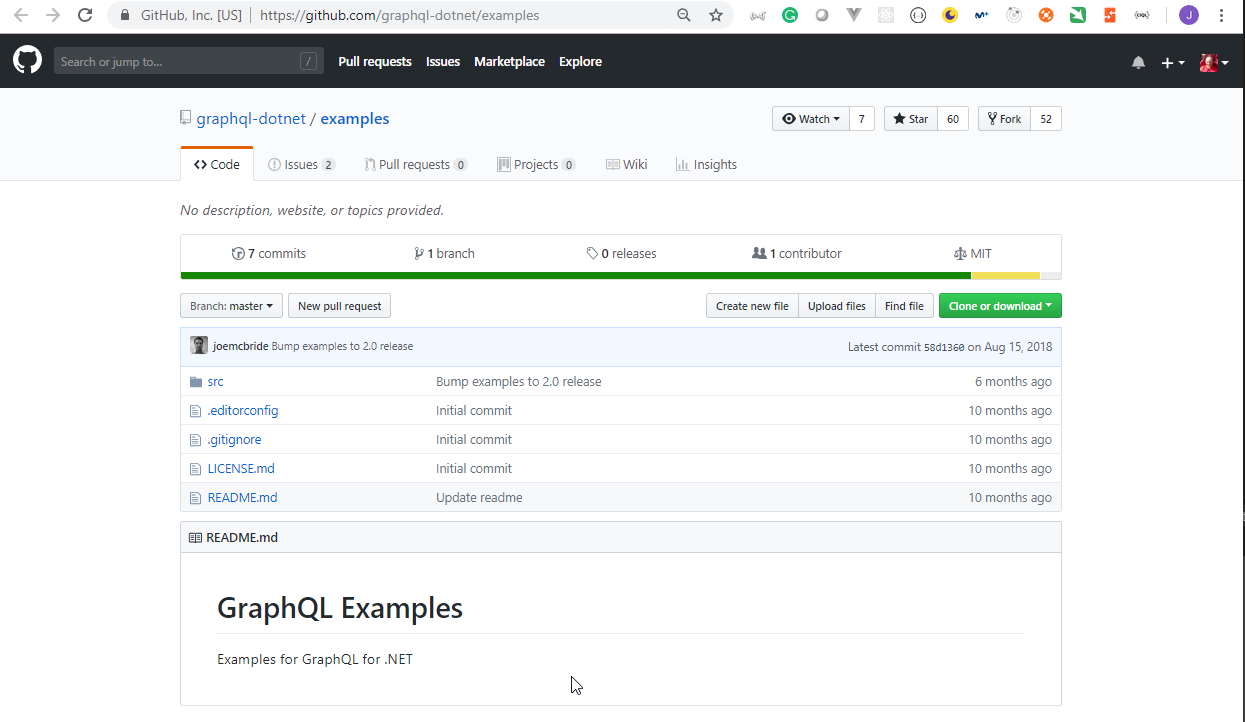 GitHub, Inc. [US] | https://github.com/graphql-dotnet/examples
J
Search or jump to... /
Pull requests Issues Marketplace Explore
graphql-dotnet / examples
Watch 7 Star 60 Fork 52
Code Issues 2 Pull requests 0 Projects 0 Wiki Insights
No description, website, or topics provided.
7 commits 1 branch 0 releases 1 contributor MIT
Branch: master New pull request Create new file Upload files Find file Clone or download
joemcbride Bump examples to 2.0 release Latest commit 58d1360 on Aug 15, 2018
src Bump examples to 2.0 release 6 months ago
.editorconfig Initial commit 10 months ago
.gitignore Initial commit 10 months ago
LICENSE.md Initial commit 10 months ago
README.md Update readme 10 months ago
README.md
GraphQL Examples
Examples for GraphQL for .NET